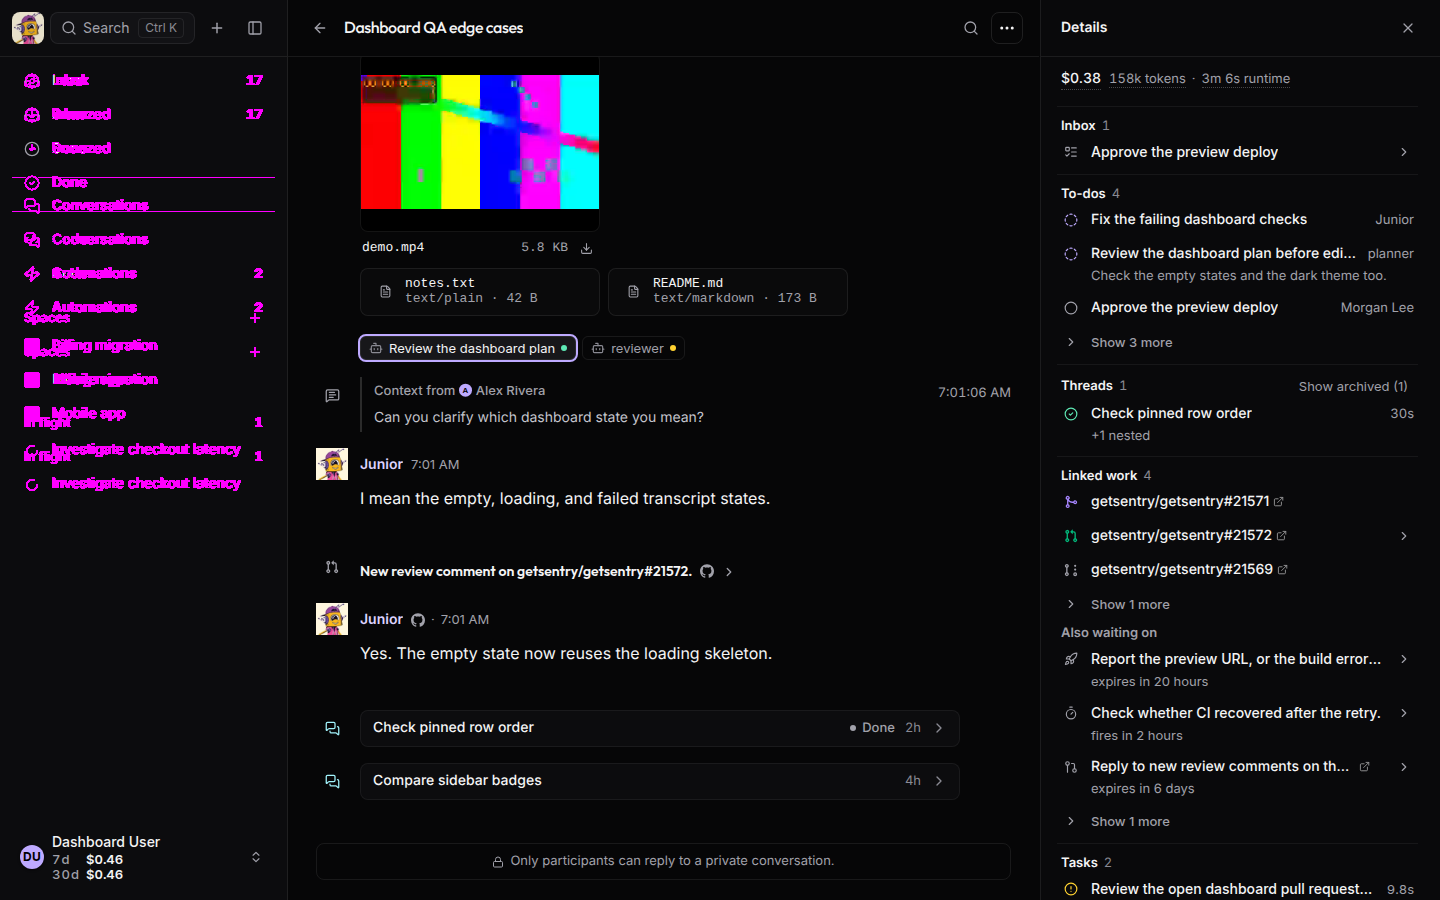 Search Ctrl K
Dashboard QA edge cases
Details
17
17
Done
Conversations
Conversations
2
Automations 2
Spaces +
Billing migration
Spaces +
Mobile app
In flight 1
Investigate checkout latency
In flight 1
Investigate checkout latency
Dashboard User
DU
7d $0.46
30d $0.46
demo.mp4 5.8 KB
notes.txt
text/plain · 42 B
README.md
text/markdown · 173 B
Review the dashboard plan
reviewer
Context from A Alex Rivera 7:01:06 AM
Can you clarify which dashboard state you mean?
Junior 7:01 AM
I mean the empty, loading, and failed transcript states.
New review comment on getsentry/getsentry#21572.
Junior · 7:01 AM
Yes. The empty state now reuses the loading skeleton.
Check pinned row order Done 2h
Compare sidebar badges 4h
Only participants can reply to a private conversation.
$0.38 158k tokens · 3m 6s runtime
Inbox 1
Approve the preview deploy
To-dos 4
Fix the failing dashboard checks Junior
Review the dashboard plan before edi... planner
Check the empty states and the dark theme too.
Approve the preview deploy Morgan Lee
Show 3 more
Threads 1 Show archived (1)
Check pinned row order 30s
+1 nested
Linked work 4
getsentry/getsentry#21571
getsentry/getsentry#21572
getsentry/getsentry#21569
Show 1 more
Also waiting on
Report the preview URL, or the build error...
expires in 20 hours
Check whether CI recovered after the retry.
fires in 2 hours
Reply to new review comments on th...
expires in 6 days
Show 1 more
Tasks 2
Review the open dashboard pull request... 9.8s